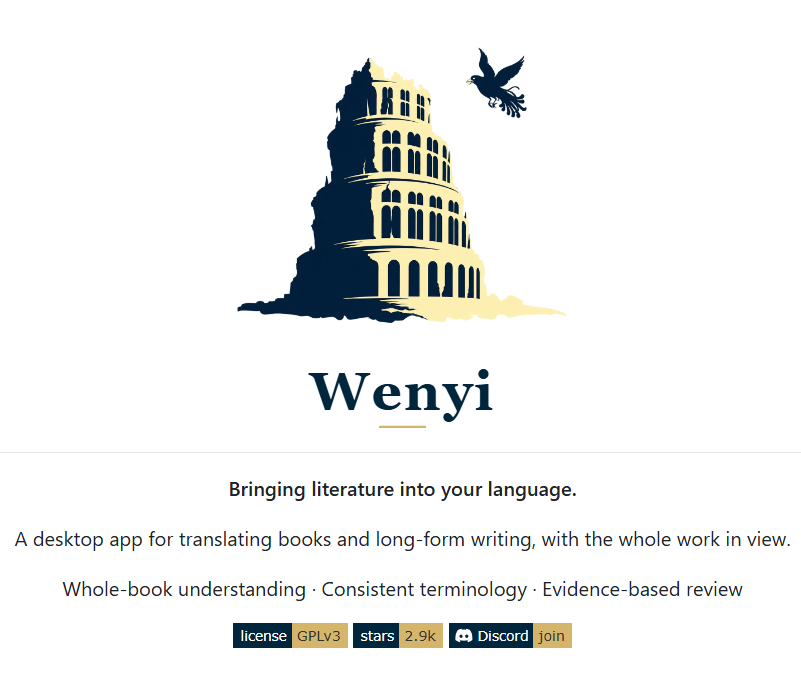 Wenyi
Bringing literature into your language.
A desktop app for translating books and long-form writing, with the whole work in view.
Whole-book understanding · Consistent terminology · Evidence-based review
license GPLv3 stars 2.9k Discord join